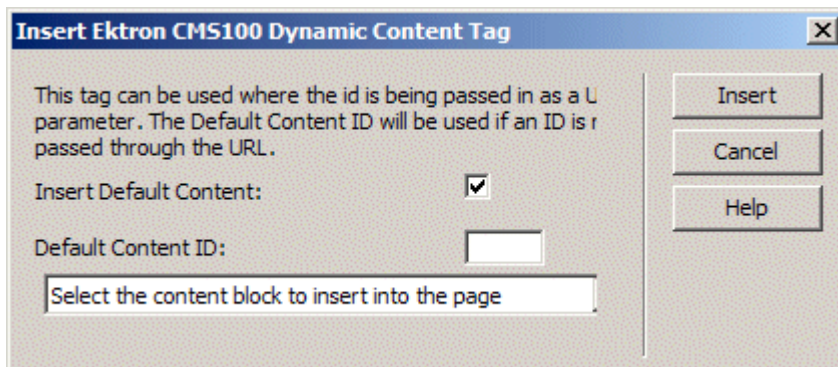 Insert Ektron CMS100 Dynamic Content Tag
This tag can be used where the id is being passed in as a
parameter. The Default Content ID will be used if an ID is
passed through the URL.
Insert Default Content:
Default Content ID:
Select the content block to insert into the page
Insert
Cancel
Help